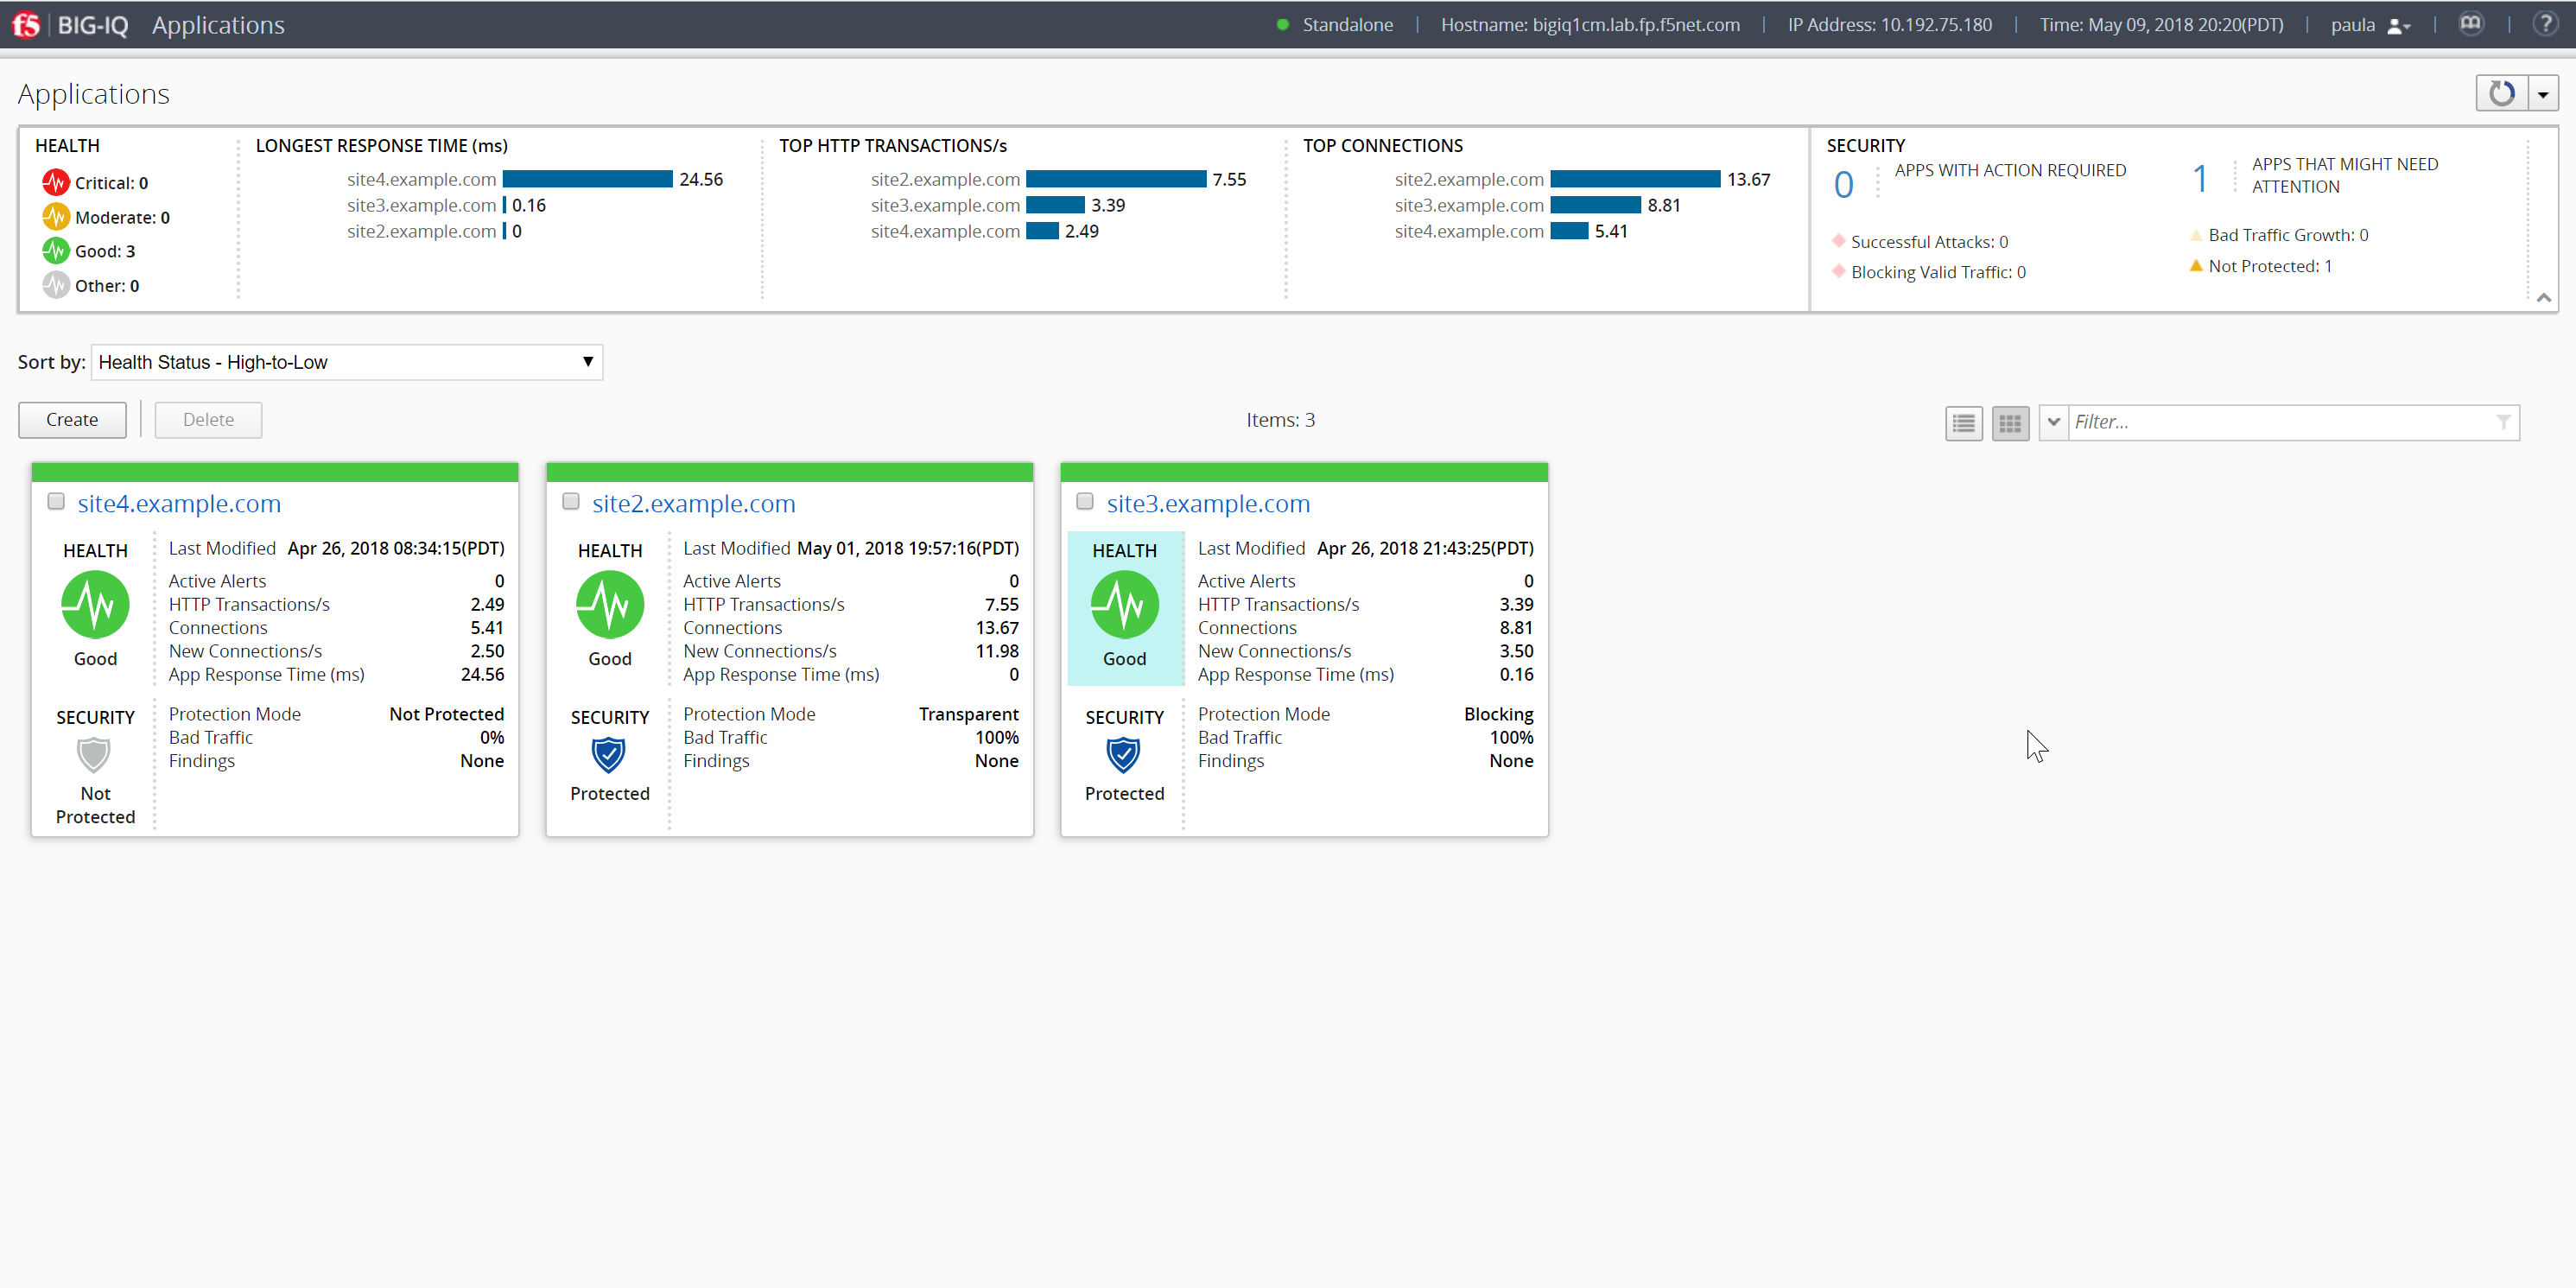 f5 BIG-IQ Applications
Standalone Hostname: bigiq1cm.lab.fp.f5net.com IP Address: 10.192.75.180 Time: May 09, 2018 20:20(PDT) paula ?
Applications
HEALTH
Critical: 0
Moderate: 0
Good: 3
Other: 0
LONGEST RESPONSE TIME (ms)
site4.example.com 24.56
site3.example.com 0.16
site2.example.com 0
TOP HTTP TRANSACTIONS/s
site2.example.com 7.55
site3.example.com 3.39
site4.example.com 2.49
TOP CONNECTIONS
site2.example.com 13.67
site3.example.com 8.81
site4.example.com 5.41
SECURITY
0 APPS WITH ACTION REQUIRED
Successful Attacks: 0
Blocking Valid Traffic: 0
1 APPS THAT MIGHT NEED
ATTENTION
Bad Traffic Growth: 0
Not Protected: 1
Sort by: Health Status - High-to-Low
Create Delete Items: 3 Filter...
site4.example.com
HEALTH
Good
Last Modified Apr 26, 2018 08:34:15(PDT)
Active Alerts 0
HTTP Transactions/s 2.49
Connections 5.41
New Connections/s 2.50
App Response Time (ms) 24.56
SECURITY
Not
Protected
Protection Mode Not Protected
Bad Traffic 0%
Findings None
site2.example.com
HEALTH
Good
Last Modified May 01, 2018 19:57:16(PDT)
Active Alerts 0
HTTP Transactions/s 7.55
Connections 13.67
New Connections/s 11.98
App Response Time (ms) 0
SECURITY
Protected
Protection Mode Transparent
Bad Traffic 100%
Findings None
site3.example.com
HEALTH
Good
Last Modified Apr 26, 2018 21:43:25(PDT)
Active Alerts 0
HTTP Transactions/s 3.39
Connections 8.81
New Connections/s 3.50
App Response Time (ms) 0.16
SECURITY
Protected
Protection Mode Blocking
Bad Traffic 100%
Findings None